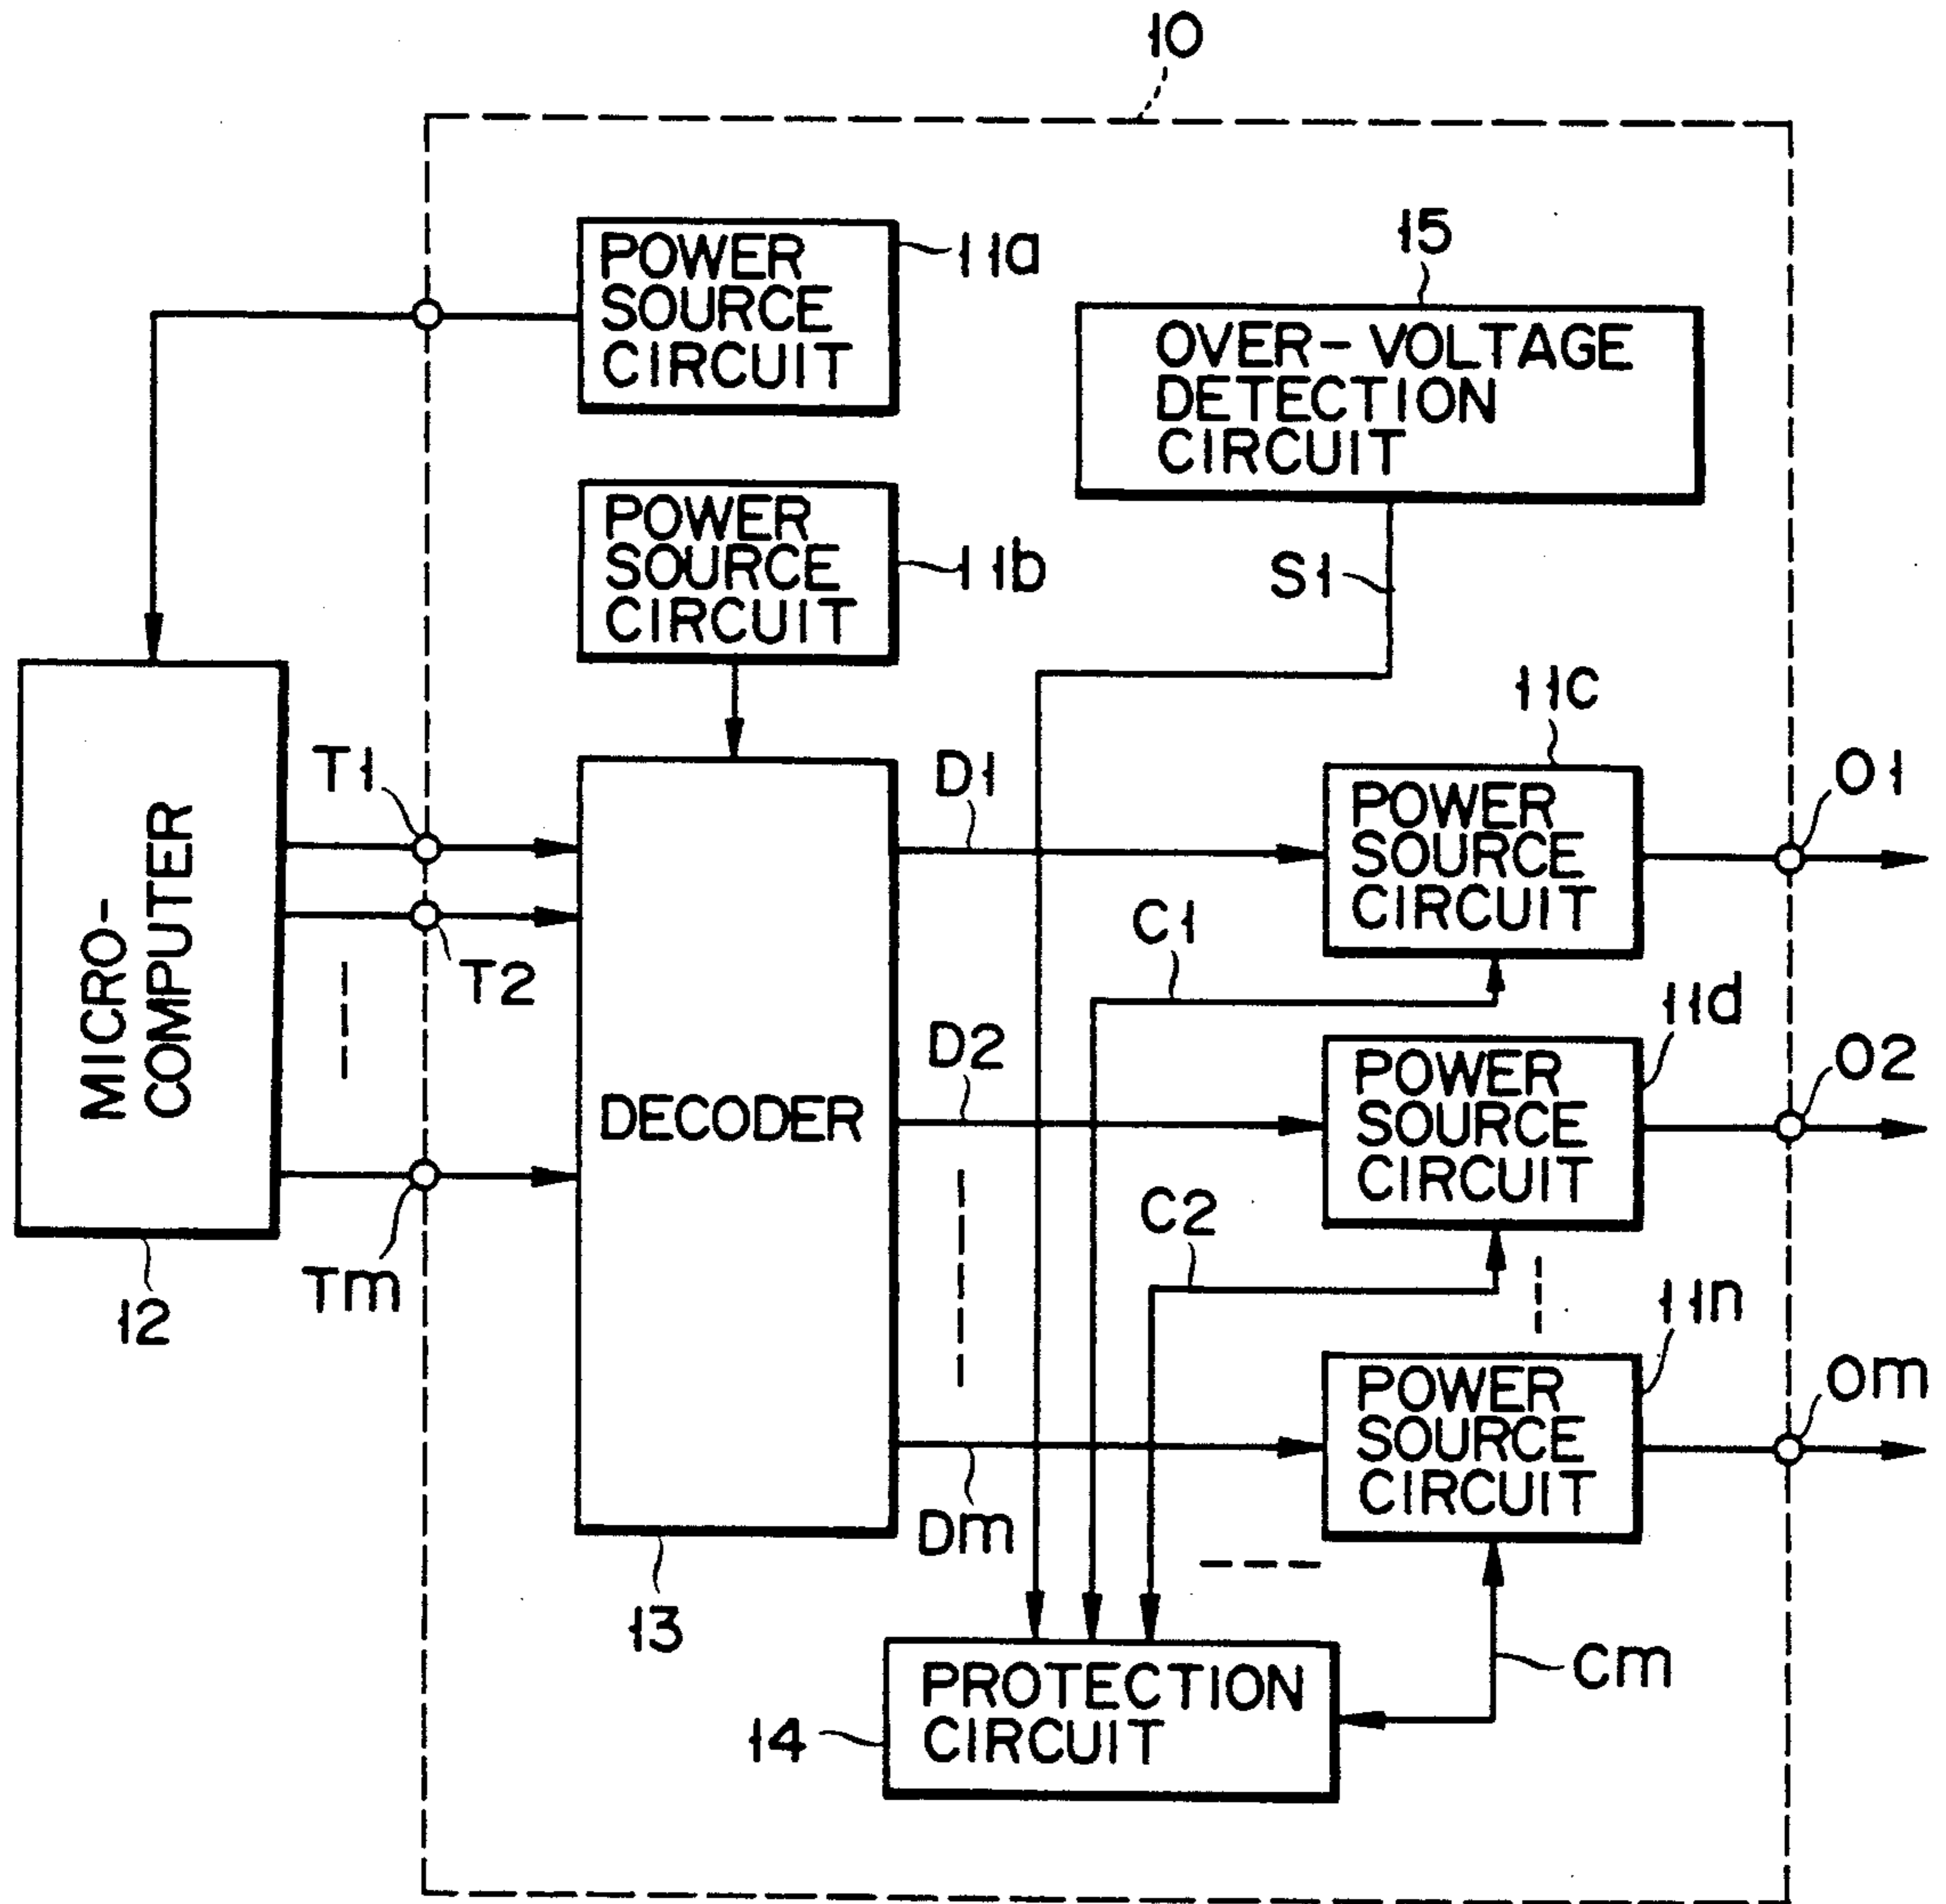 10
POWER
SOURCE
CIRCUIT
11a
15
OVER-VOLTAGE
DETECTION
CIRCUIT
POWER
SOURCE
CIRCUIT
11b
S1
11c
T1
D1
POWER
SOURCE
CIRCUIT
O1
MICRO-
COMPUTER
T2
C1
11d
D2
DECODER
POWER
SOURCE
CIRCUIT
O2
C2
Tm
12
11n
POWER
SOURCE
CIRCUIT
Om
Dm
13
PROTECTION
CIRCUIT
14
Cm